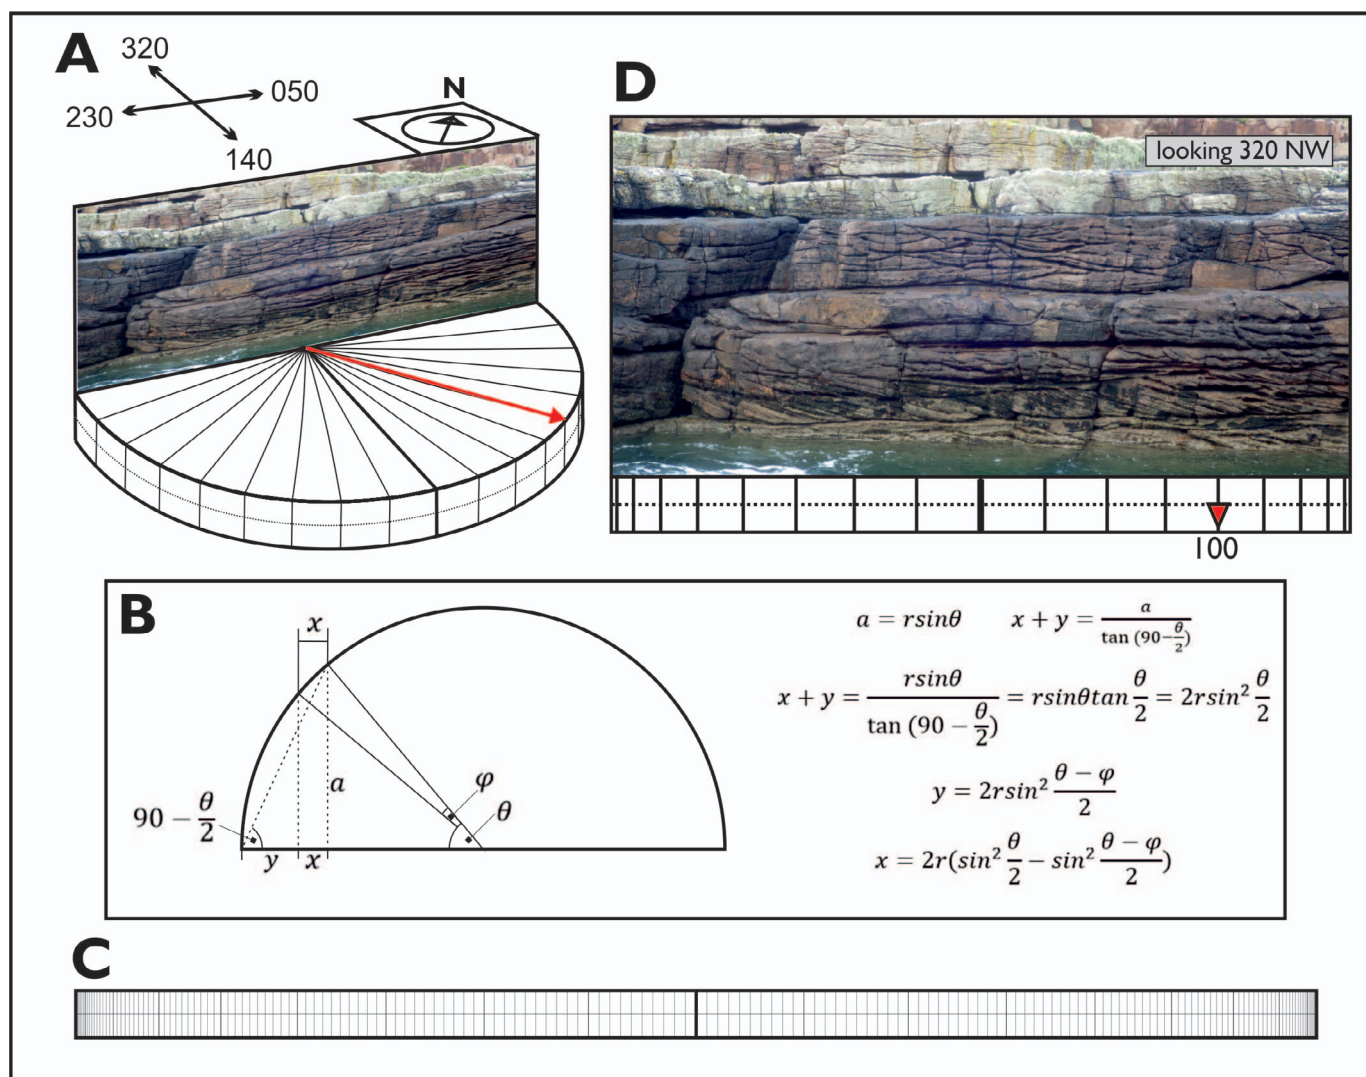 A
320
050
230
140
N
D
looking 320 NW
100
B
x
a
φ
θ
90 − θ/2
y
x
a = rsinθ x + y = a / tan (90−θ/2)
x + y = rsinθ / tan (90 − θ/2) = rsinθtan θ/2 = 2rsin² θ/2
y = 2rsin² (θ − φ)/2
x = 2r(sin² θ/2 − sin² (θ − φ)/2)
C